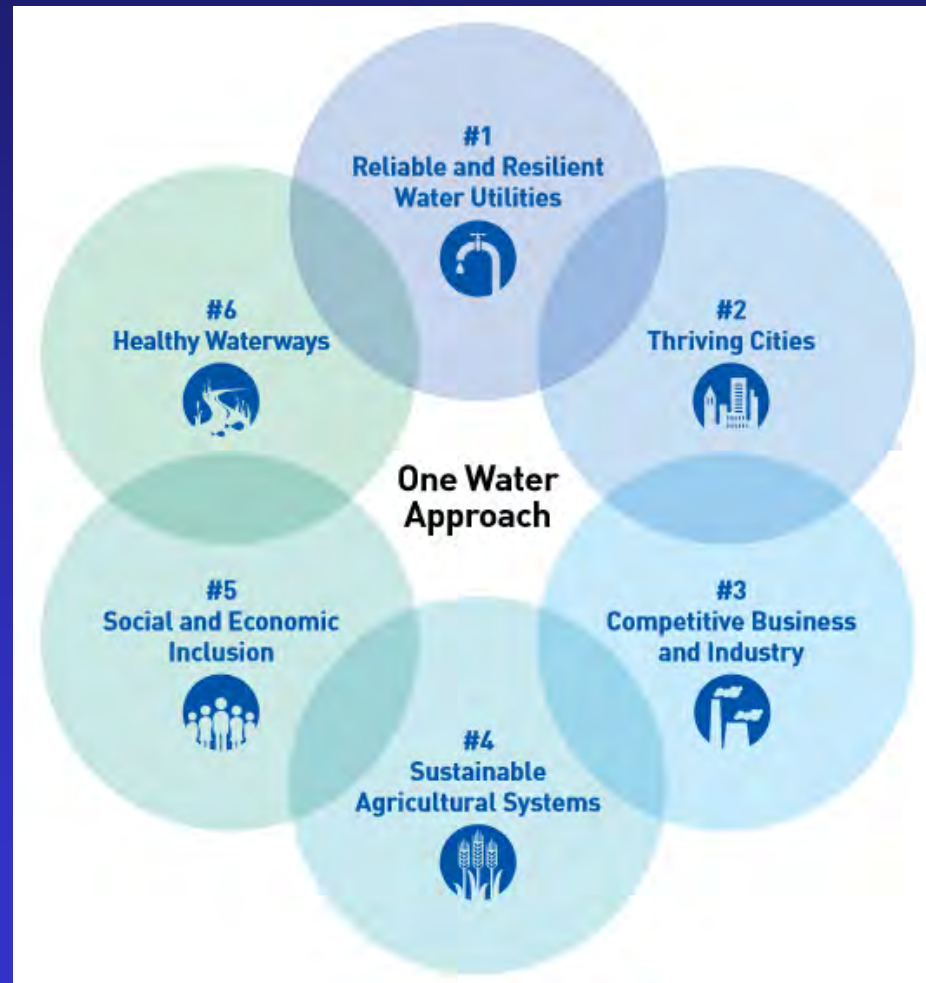 #1
Reliable and Resilient
Water Utilities
#2
Thriving Cities
#3
Competitive Business
and Industry
#4
Sustainable
Agricultural Systems
#5
Social and Economic
Inclusion
#6
Healthy Waterways
One Water
Approach